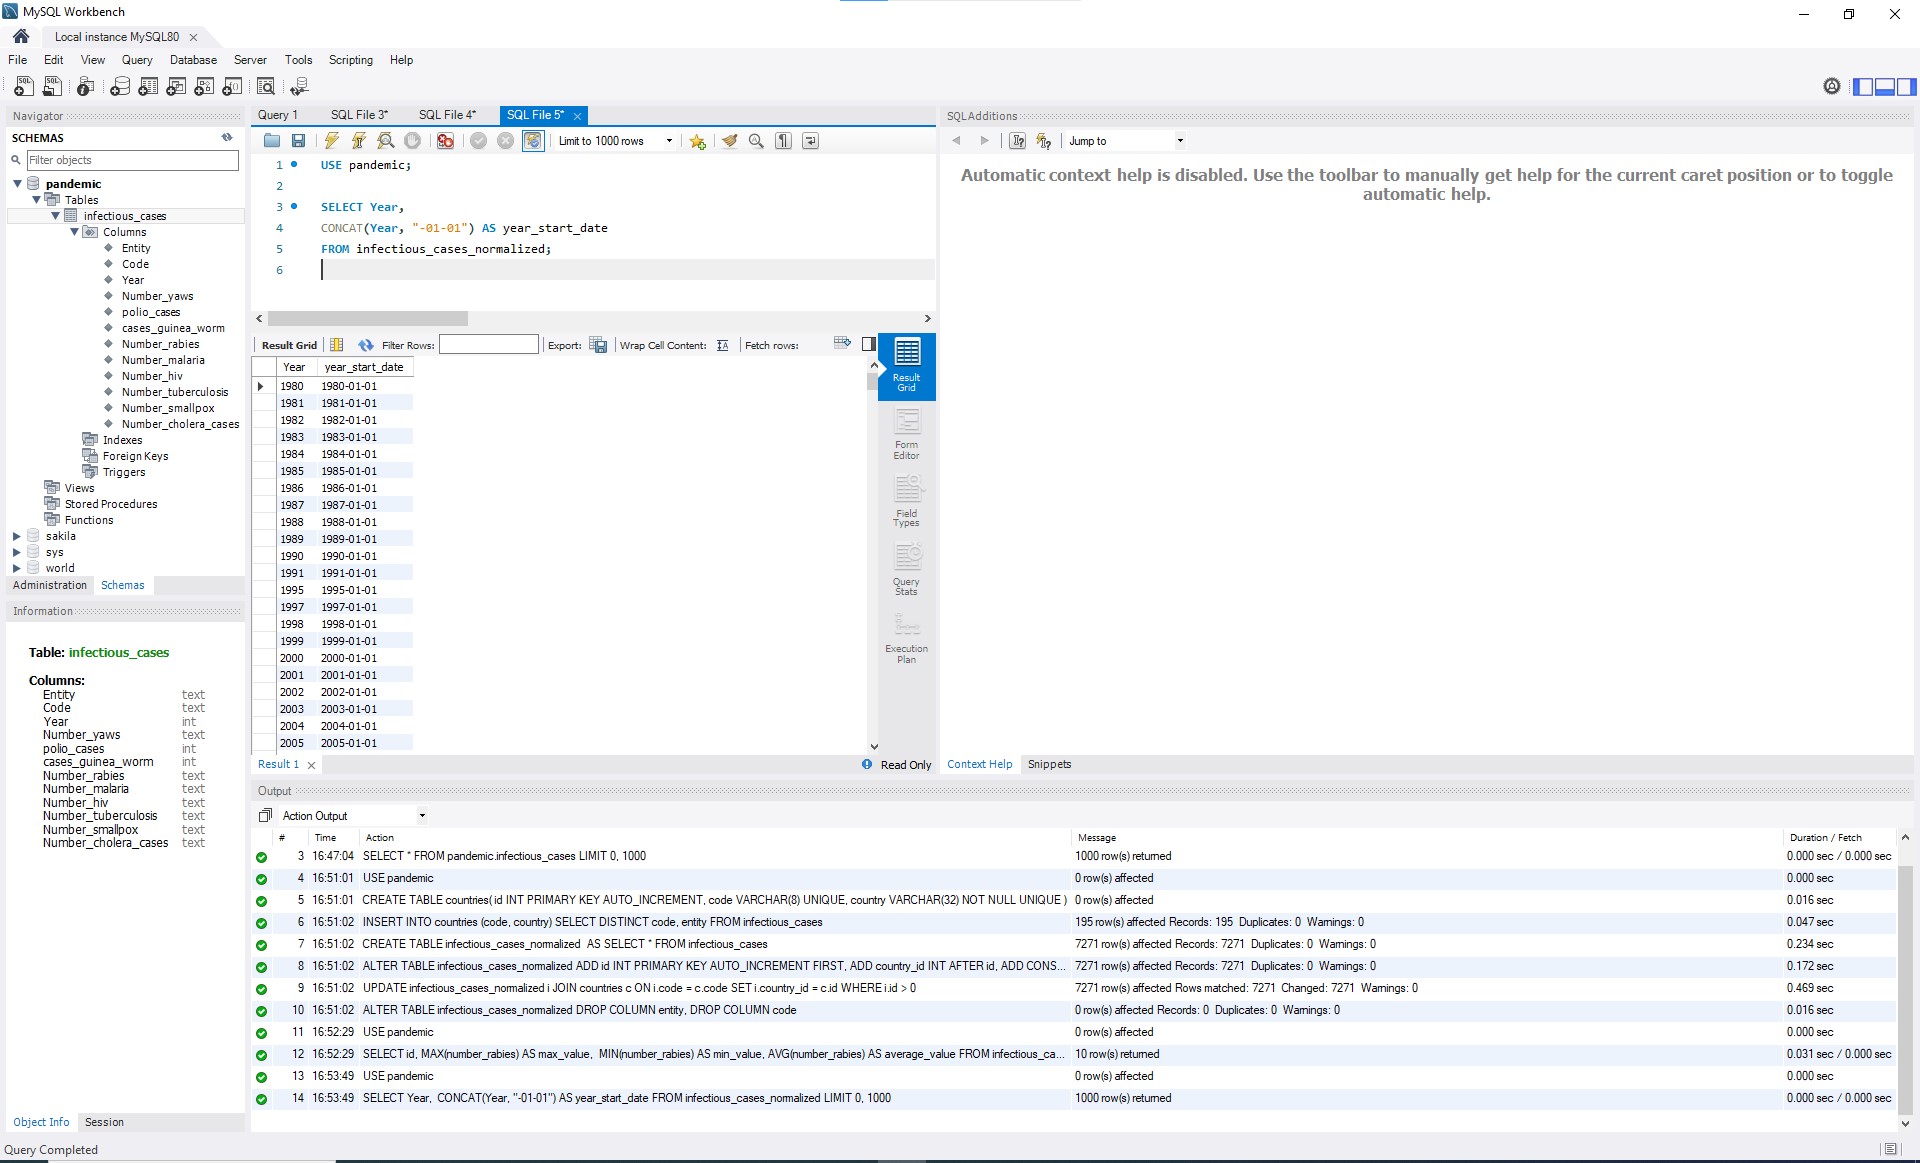 MySQL Workbench
Local instance MySQL80
File Edit View Query Database Server Tools Scripting Help
Navigator
SCHEMAS
Filter objects
pandemic
Tables
infectious_cases
Columns
Entity
Code
Year
Number_yaws
polio_cases
cases_guinea_worm
Number_rabies
Number_malaria
Number_hiv
Number_tuberculosis
Number_smallpox
Number_cholera_cases
Indexes
Foreign Keys
Triggers
Views
Stored Procedures
Functions
sakila
sys
world
Administration Schemas
Information
Table: infectious_cases
Columns:
Entity text
Code text
Year int
Number_yaws text
polio_cases int
cases_guinea_worm int
Number_rabies text
Number_malaria text
Number_hiv text
Number_tuberculosis text
Number_smallpox text
Number_cholera_cases text
Object Info Session
Query Completed
Query 1 SQL File 3* SQL File 4* SQL File 5*
Limit to 1000 rows
1 USE pandemic;
2
3 SELECT Year,
4 CONCAT(Year, "-01-01") AS year_start_date
5 FROM infectious_cases_normalized;
6
Result Grid Filter Rows: Export: Wrap Cell Content: Fetch rows:
Year year_start_date
1980 1980-01-01
1981 1981-01-01
1982 1982-01-01
1983 1983-01-01
1984 1984-01-01
1985 1985-01-01
1986 1986-01-01
1987 1987-01-01
1988 1988-01-01
1989 1989-01-01
1990 1990-01-01
1991 1991-01-01
1995 1995-01-01
1997 1997-01-01
1998 1998-01-01
1999 1999-01-01
2000 2000-01-01
2001 2001-01-01
2002 2002-01-01
2003 2003-01-01
2004 2004-01-01
2005 2005-01-01
Result Grid
Form Editor
Field Types
Query Stats
Execution Plan
Result 1
Read Only
SQLAdditions
Jump to
Automatic context help is disabled. Use the toolbar to manually get help for the current caret position or to toggle
automatic help.
Context Help Snippets
Output
Action Output
# Time Action Message Duration / Fetch
3 16:47:04 SELECT * FROM pandemic.infectious_cases LIMIT 0, 1000 1000 row(s) returned 0.000 sec / 0.000 sec
4 16:51:01 USE pandemic 0 row(s) affected 0.000 sec
5 16:51:01 CREATE TABLE countries( id INT PRIMARY KEY AUTO_INCREMENT, code VARCHAR(8) UNIQUE, country VARCHAR(32) NOT NULL UNIQUE ) 0 row(s) affected 0.016 sec
6 16:51:02 INSERT INTO countries (code, country) SELECT DISTINCT code, entity FROM infectious_cases 195 row(s) affected Records: 195 Duplicates: 0 Warnings: 0 0.047 sec
7 16:51:02 CREATE TABLE infectious_cases_normalized AS SELECT * FROM infectious_cases 7271 row(s) affected Records: 7271 Duplicates: 0 Warnings: 0 0.234 sec
8 16:51:02 ALTER TABLE infectious_cases_normalized ADD id INT PRIMARY KEY AUTO_INCREMENT FIRST, ADD country_id INT AFTER id, ADD CONS... 7271 row(s) affected Records: 7271 Duplicates: 0 Warnings: 0 0.172 sec
9 16:51:02 UPDATE infectious_cases_normalized i JOIN countries c ON i.code = c.code SET i.country_id = c.id WHERE i.id > 0 7271 row(s) affected Rows matched: 7271 Changed: 7271 Warnings: 0 0.469 sec
10 16:51:02 ALTER TABLE infectious_cases_normalized DROP COLUMN entity, DROP COLUMN code 0 row(s) affected Records: 0 Duplicates: 0 Warnings: 0 0.016 sec
11 16:52:29 USE pandemic 0 row(s) affected 0.000 sec
12 16:52:29 SELECT id, MAX(number_rabies) AS max_value, MIN(number_rabies) AS min_value, AVG(number_rabies) AS average_value FROM infectious_ca... 10 row(s) returned 0.031 sec / 0.000 sec
13 16:53:49 USE pandemic 0 row(s) affected 0.000 sec
14 16:53:49 SELECT Year, CONCAT(Year, "-01-01") AS year_start_date FROM infectious_cases_normalized LIMIT 0, 1000 1000 row(s) returned 0.000 sec / 0.000 sec